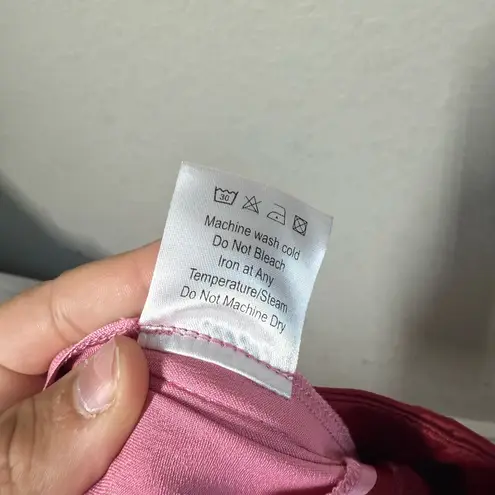 30
Machine wash cold
Do Not Bleach
Iron at Any
Temperature/Steam
Do Not Machine Dry